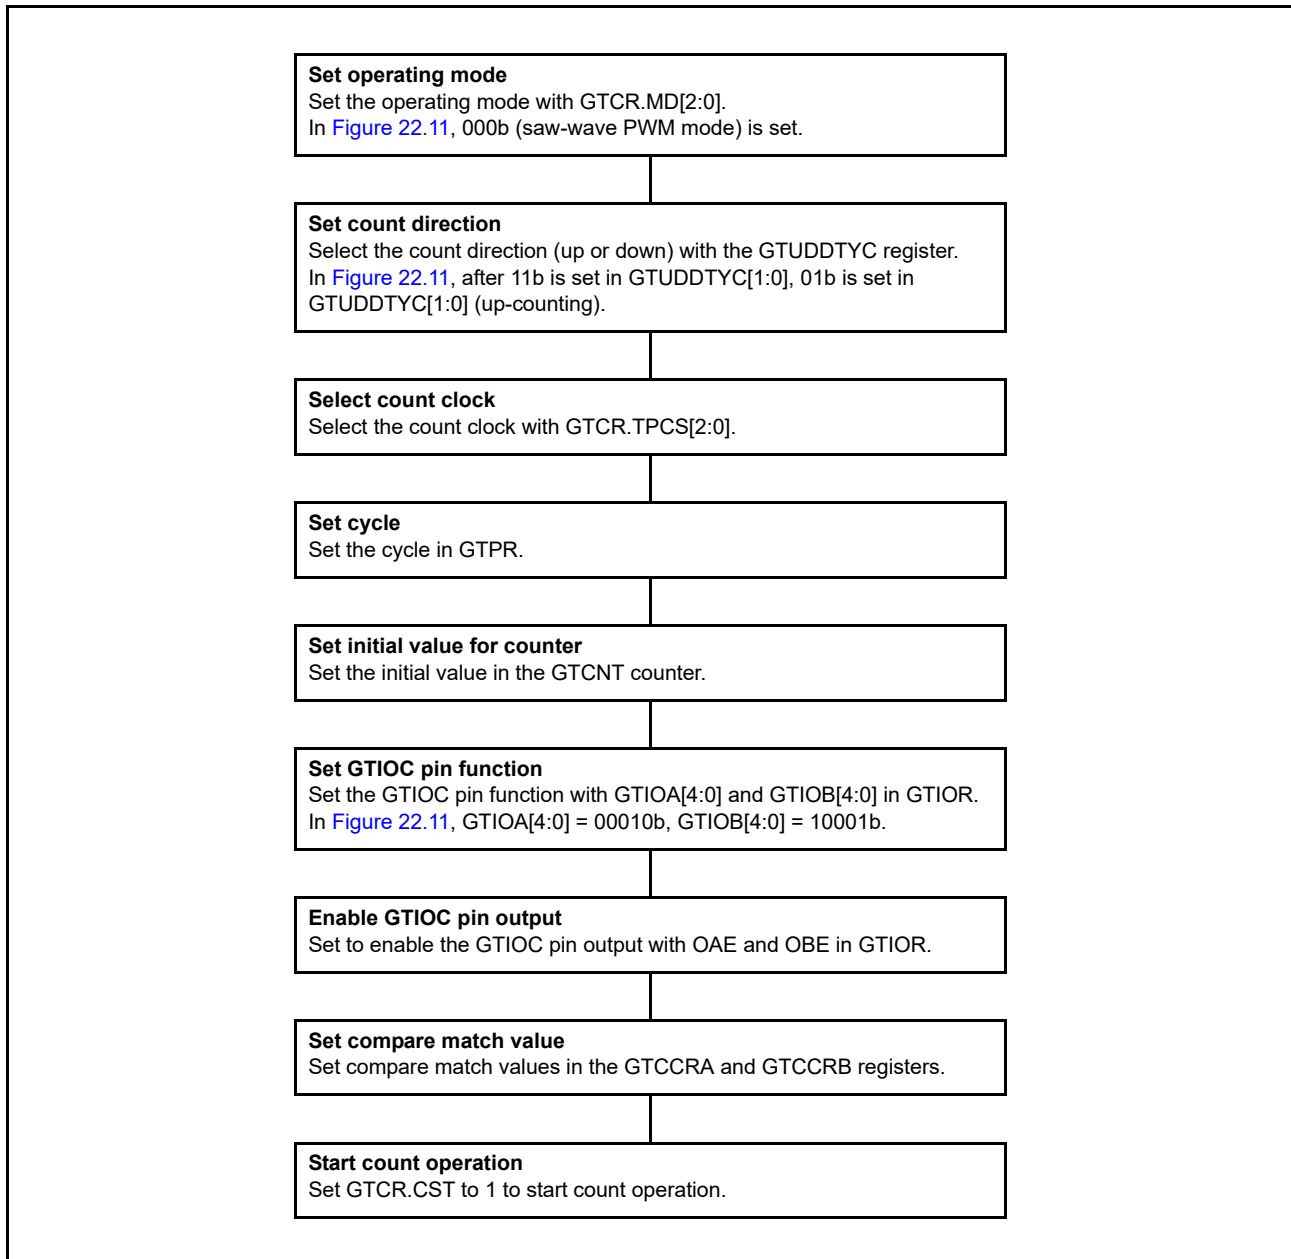 Set operating mode
Set the operating mode with GTCR.MD[2:0].
In Figure 22.11, 000b (saw-wave PWM mode) is set.
Set count direction
Select the count direction (up or down) with the GTUDDTYC register.
In Figure 22.11, after 11b is set in GTUDDTYC[1:0], 01b is set in
GTUDDTYC[1:0] (up-counting).
Select count clock
Select the count clock with GTCR.TPCS[2:0].
Set cycle
Set the cycle in GTPR.
Set initial value for counter
Set the initial value in the GTCNT counter.
Set GTIOC pin function
Set the GTIOC pin function with GTIOA[4:0] and GTIOB[4:0] in GTIOR.
In Figure 22.11, GTIOA[4:0] = 00010b, GTIOB[4:0] = 10001b.
Enable GTIOC pin output
Set to enable the GTIOC pin output with OAE and OBE in GTIOR.
Set compare match value
Set compare match values in the GTCCRA and GTCCRB registers.
Start count operation
Set GTCR.CST to 1 to start count operation.